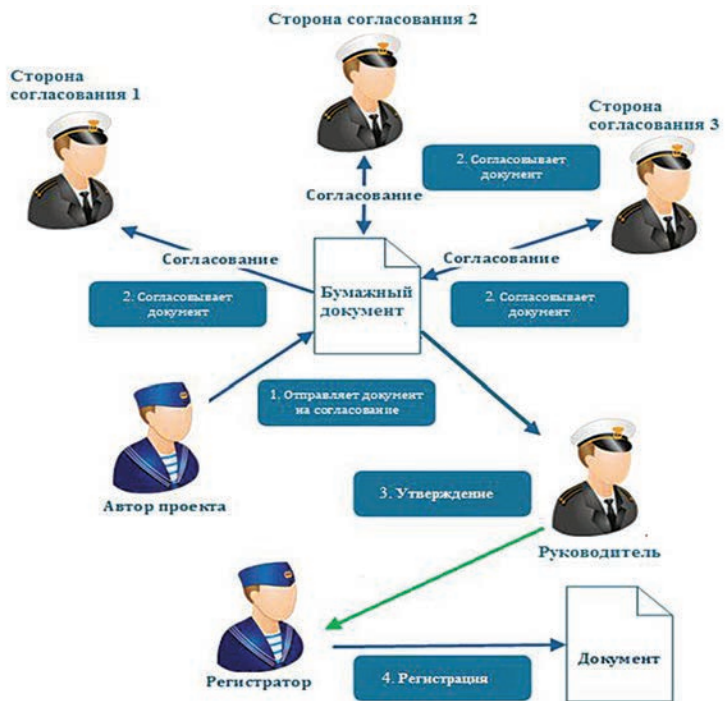 Сторона согласования 2
Сторона
согласования 1
Сторона
согласования 3
2. Согласовывает
документ
Согласование
Согласование
Согласование
2. Согласовывает
документ
Бумажный
документ
2. Согласовывает
документ
1. Отправляет документ
на согласование
Автор проекта
3. Утверждение
Руководитель
Регистратор
4. Регистрация
Документ